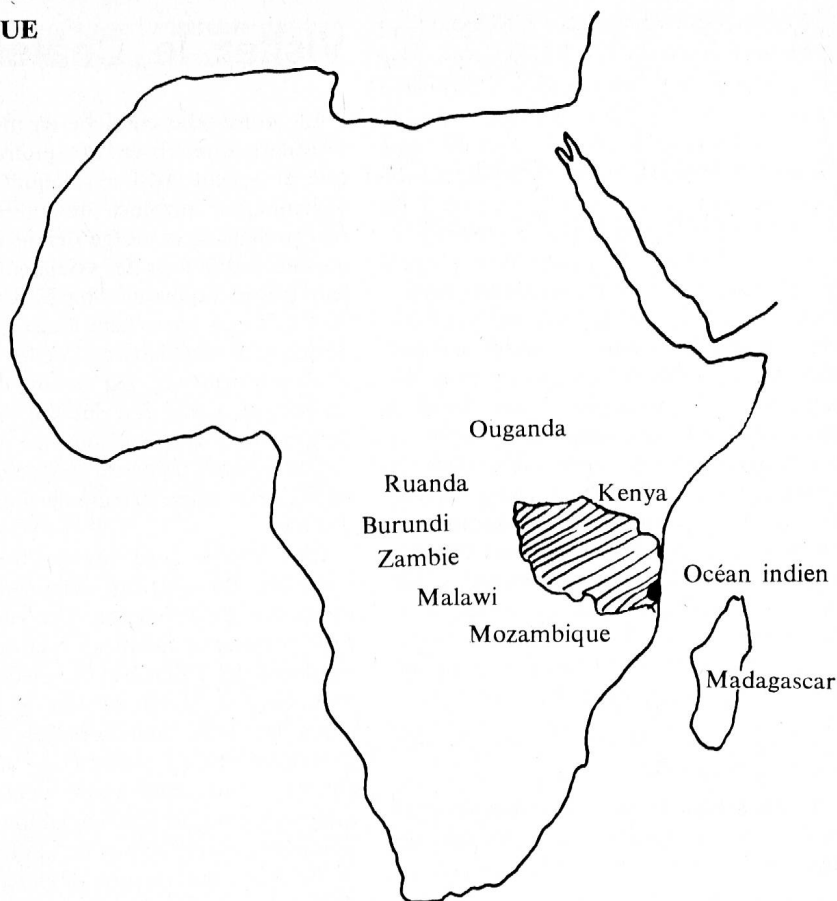 UE
Ouganda
Ruanda
Kenya
Burundi
Zambie
Océan indien
Malawi
Mozambique
Madagascar